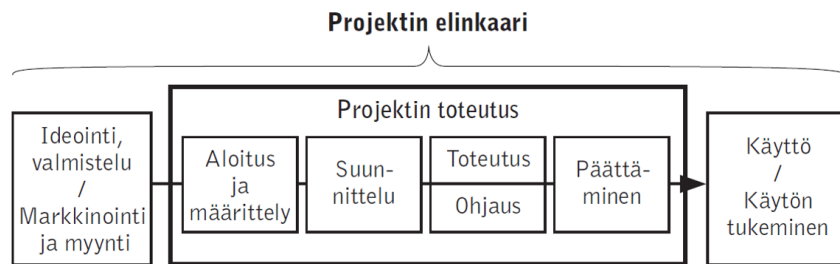 Projektin elinkaari
Projektin toteutus
Ideointi,
valmistelu
/
Markkinointi
ja myynti
Aloitus
ja
määrittely
Suun-
nittelu
Toteutus
Ohjaus
Päättä-
minen
Käyttö
/
Käytön
tukeminen